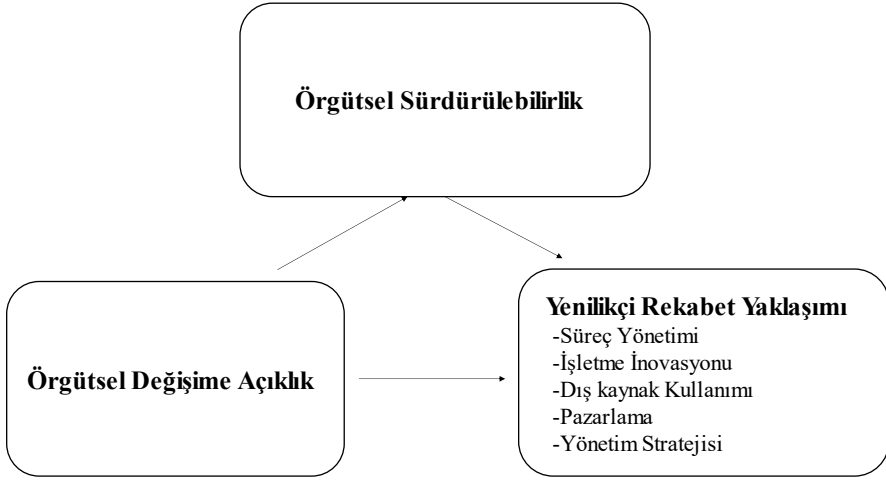 Örgütsel Sürdürülebilirlik
Örgütsel Değişime Açıklık
Yenilikçi Rekabet Yaklaşımı
-Süreç Yönetimi
-İşletme İnovasyonu
-Dış kaynak Kullanımı
-Pazarlama
-Yönetim Stratejisi